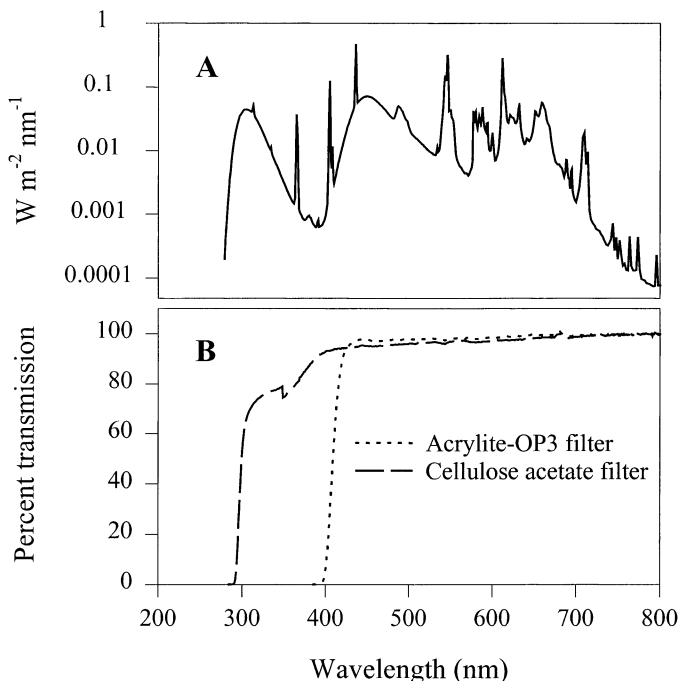 1
0.1
0.01
0.001
0.0001
W m-2 nm-1
A
100
80
60
40
20
0
Percent transmission
B
Acrylite-OP3 filter
Cellulose acetate filter
200 300 400 500 600 700 800
Wavelength (nm)